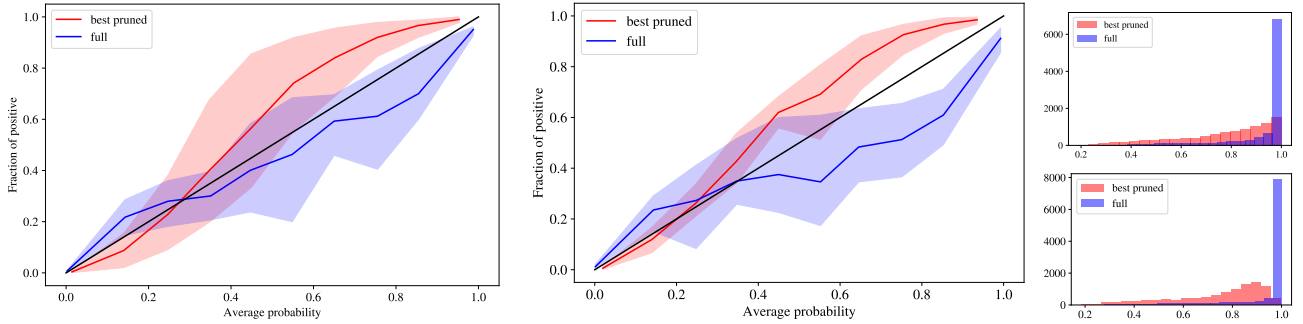 best pruned
full
Fraction of positive
1.0
0.8
0.6
0.4
0.2
0.0
0.0 0.2 0.4 0.6 0.8 1.0
Average probability
best pruned
full
Fraction of positive
1.0
0.8
0.6
0.4
0.2
0.0
0.0 0.2 0.4 0.6 0.8 1.0
Average probability
best pruned
full
6000
4000
2000
0
0.2 0.4 0.6 0.8 1.0
best pruned
full
8000
6000
4000
2000
0
0.2 0.4 0.6 0.8 1.0